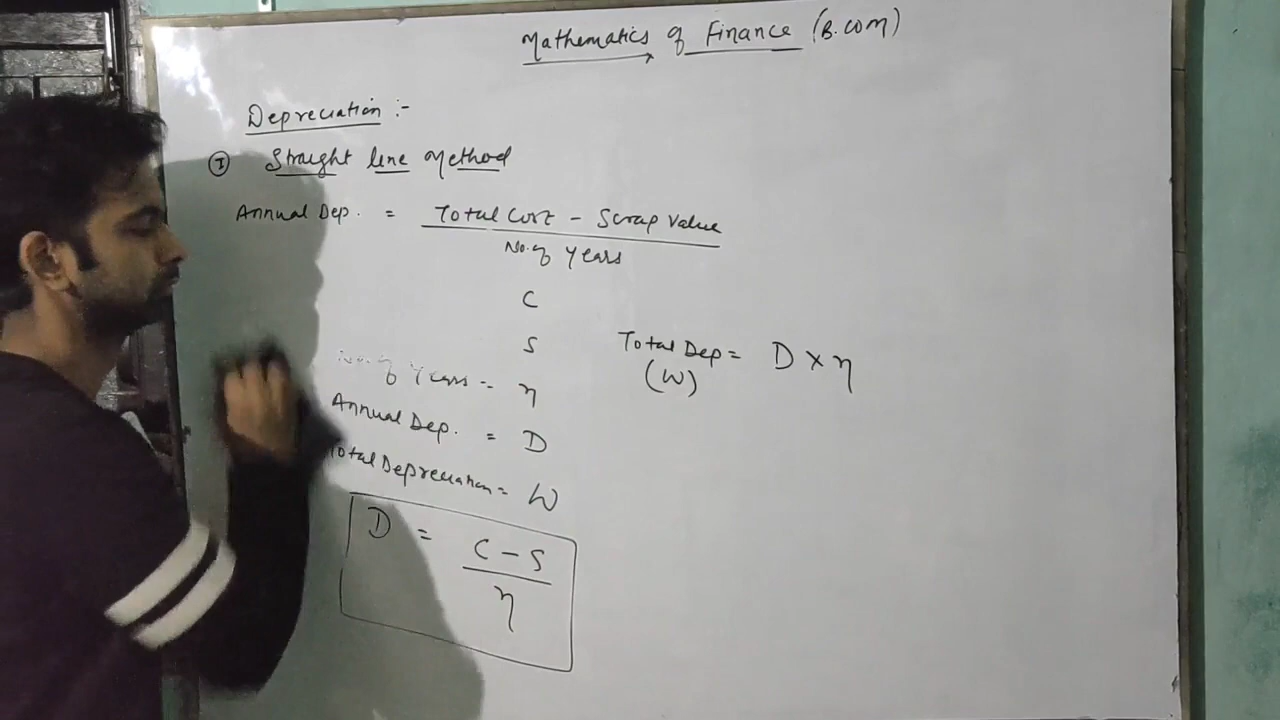 Mathematics of Finance (B.com)
Depreciation :-
(I) Straight line Method
Annual Dep. = Total Cost - Scrap Value
No. of Years
C
S
Total Dep = D × η
(W)
No. of Years = η
Annual Dep. = D
Total Depreciation = W
D = C - S
η